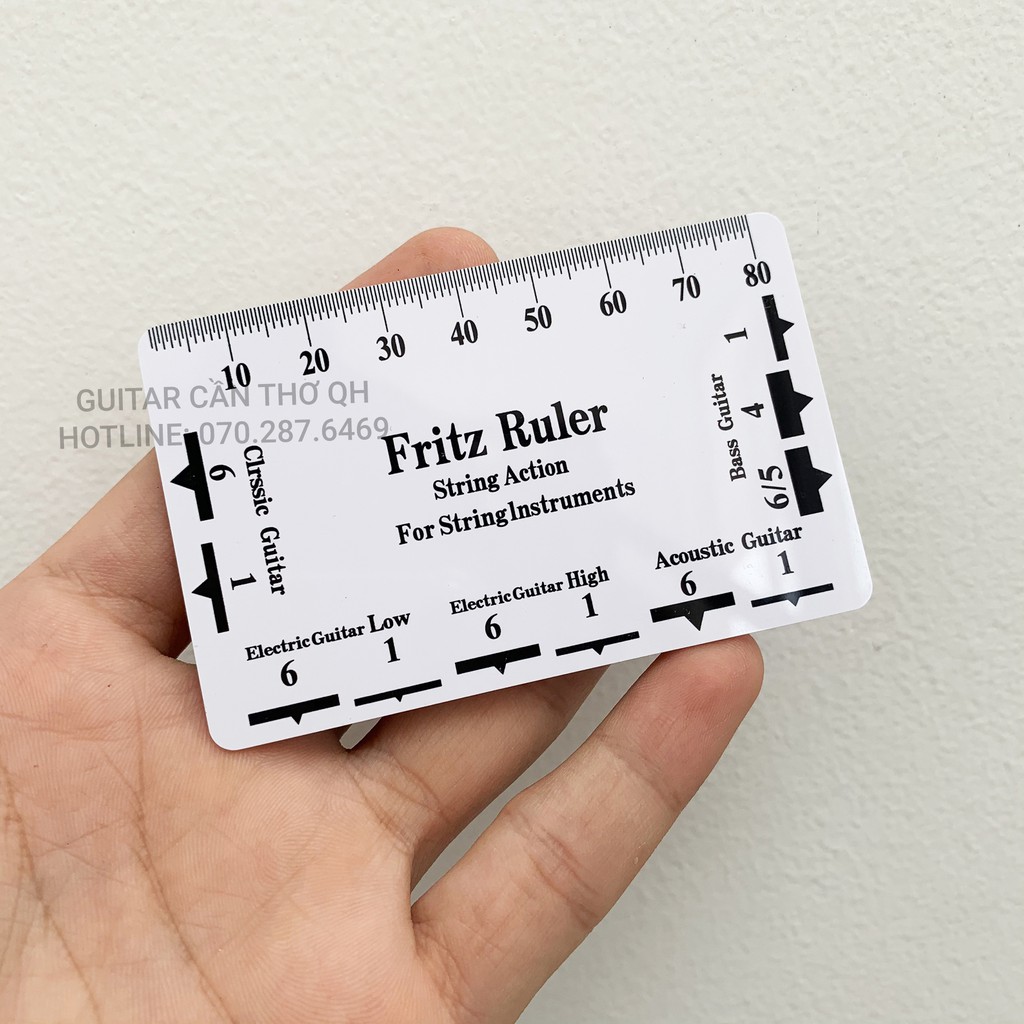 10 20 30 40 50 60 70 80
GUITAR CẦN THƠ QH
HOTLINE: 070.287.6469
Fritz Ruler
String Action
For String Instruments
6 1
Clrssic Guitar
1 4 6/5
Bass Guitar
Electric Guitar Low
6 1
Electric Guitar High
6 1
Acoustic Guitar
6 1